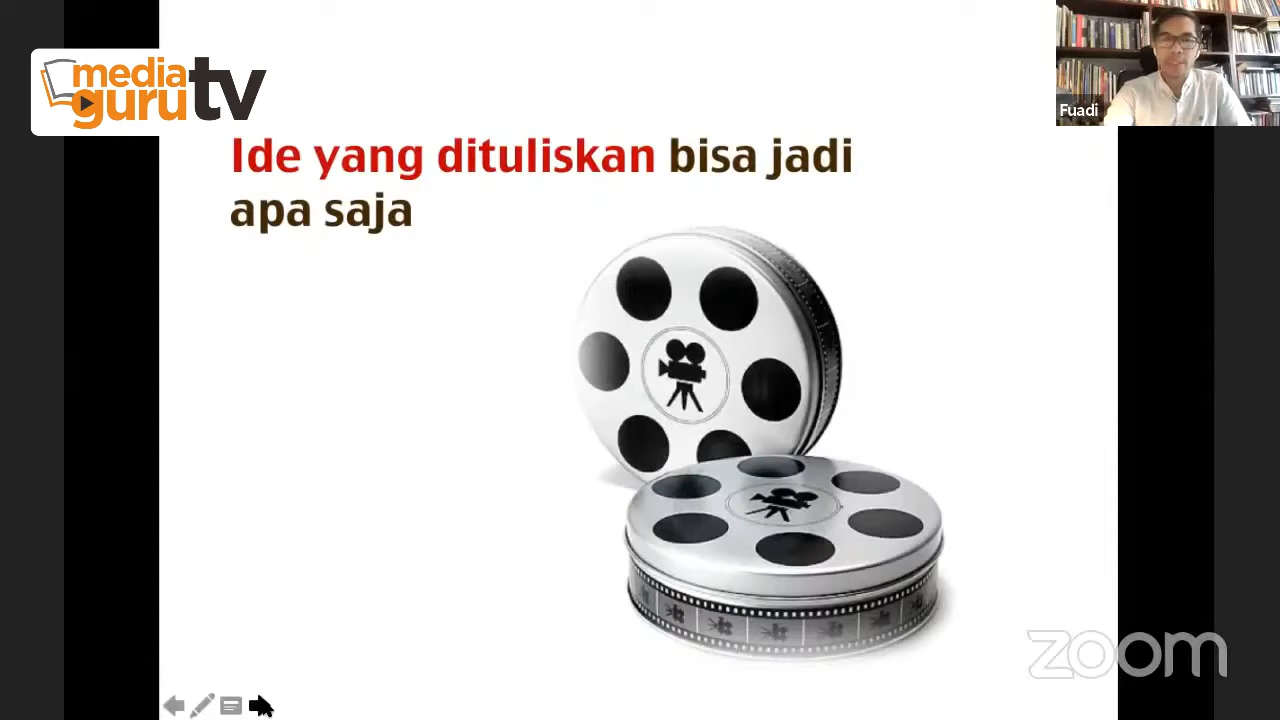 media
guru
tv
Fuadi
Ide yang dituliskan bisa jadi
apa saja
zoom